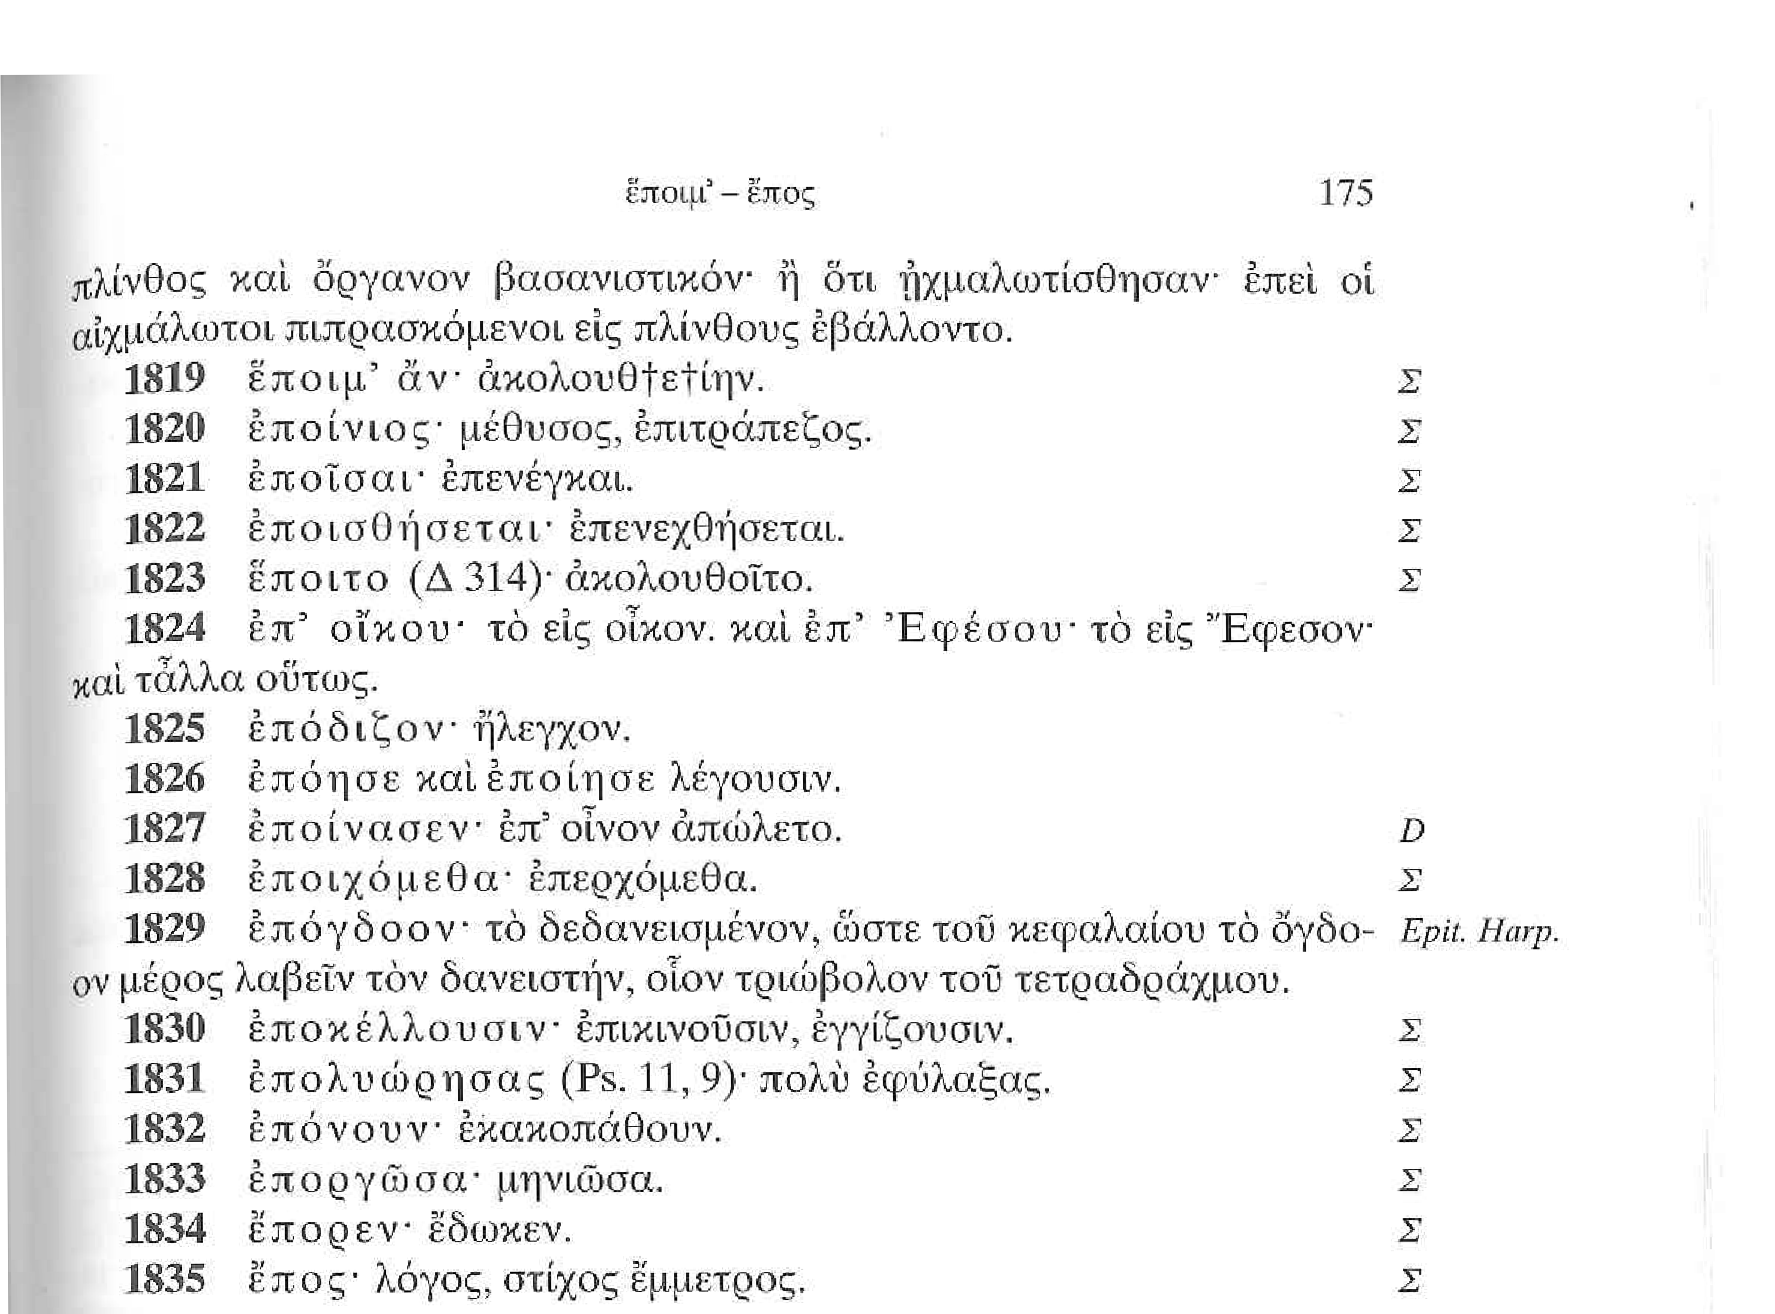 ἕποιμ’ – ἔπος 175
πλίνθος καὶ ὄργανον βασανιστικόν· ἢ ὅτι ᾐχμαλωτίσθησαν· ἐπεὶ οἱ
αἰχμάλωτοι πιπρασκόμενοι εἰς πλίνθους ἐβάλλοντο.
1819 ἕποιμ’ ἄν· ἀκολουθ†ε†ίην. Σ
1820 ἐποίνιος· μέθυσος, ἐπιτράπεζος. Σ
1821 ἐποῖσαι· ἐπενέγκαι. Σ
1822 ἐποισθήσεται· ἐπενεχθήσεται. Σ
1823 ἕποιτο (Δ 314)· ἀκολουθοῖτο. Σ
1824 ἐπ’ οἴκου· τὸ εἰς οἶκον. καὶ ἐπ’ Ἐφέσου· τὸ εἰς Ἔφεσον·
καὶ τἆλλα οὕτως.
1825 ἐπόδιζον· ἤλεγχον.
1826 ἐπόησε καὶ ἐποίησε λέγουσιν.
1827 ἐποίνασεν· ἐπ’ οἶνον ἀπώλετο. D
1828 ἐποιχόμεθα· ἐπερχόμεθα. Σ
1829 ἐπόγδοον· τὸ δεδανεισμένον, ὥστε τοῦ κεφαλαίου τὸ ὄγδο- Epit. Harp.
ον μέρος λαβεῖν τὸν δανειστήν, οἷον τριώβολον τοῦ τετραδράχμου.
1830 ἐποκέλλουσιν· ἐπικινοῦσιν, ἐγγίζουσιν. Σ
1831 ἐπολυώρησας (Ps. 11, 9)· πολὺ ἐφύλαξας. Σ
1832 ἐπόνουν· ἐκακοπάθουν. Σ
1833 ἐποργῶσα· μηνιῶσα. Σ
1834 ἔπορεν· ἔδωκεν. Σ
1835 ἔπος· λόγος, στίχος ἔμμετρος. Σ